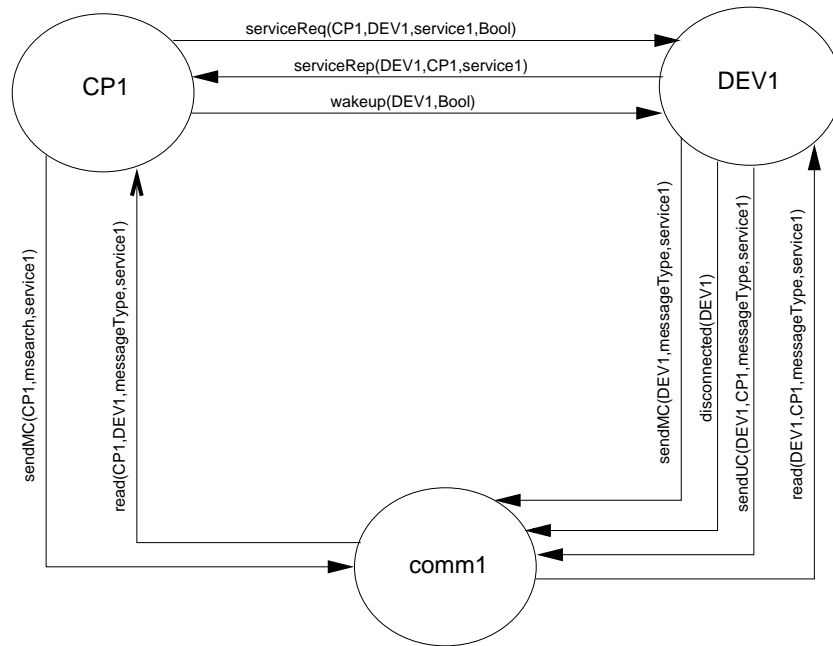 serviceReq(CP1,DEV1,service1,Bool)
serviceRep(DEV1,CP1,service1)
CP1
DEV1
wakeup(DEV1,Bool)
sendMC(CP1,msearch,service1)
read(CP1,DEV1,messageType,service1)
sendMC(DEV1,messageType,service1)
disconnected(DEV1)
sendUC(DEV1,CP1,messageType,service1)
read(DEV1,CP1,messageType,service1)
comm1